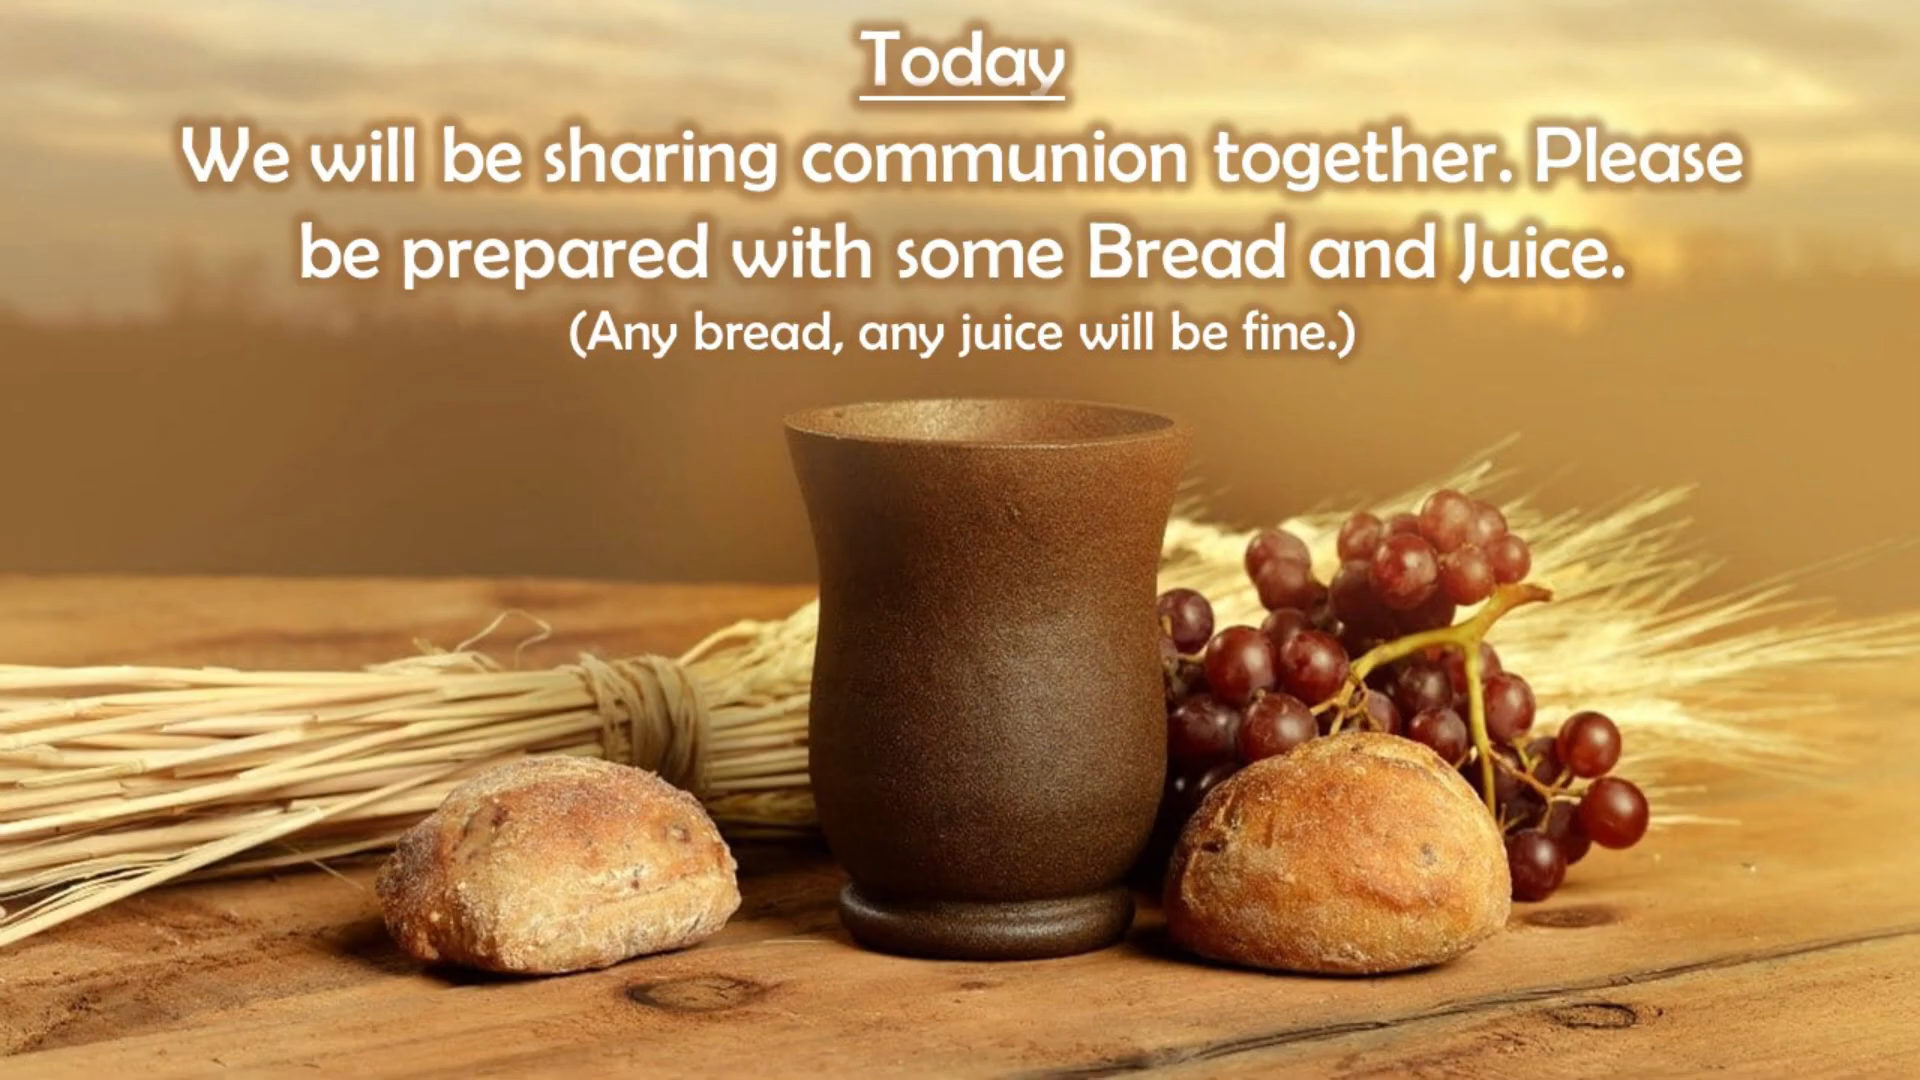 Today
We will be sharing communion together. Please
be prepared with some Bread and Juice.
(Any bread, any juice will be fine.)